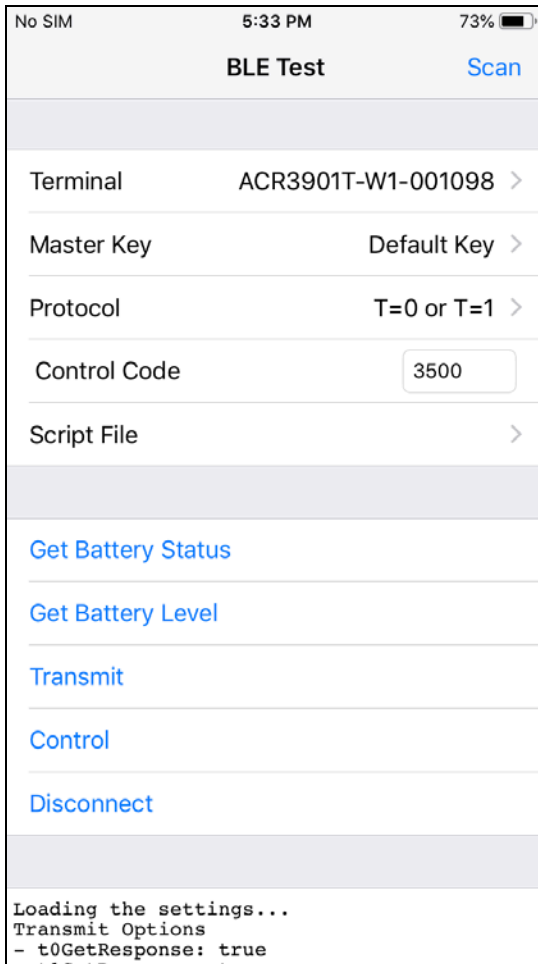 No SIM 5:33 PM 73%
BLE Test Scan
Terminal ACR3901T-W1-001098
Master Key Default Key
Protocol T=0 or T=1
Control Code 3500
Script File
Get Battery Status
Get Battery Level
Transmit
Control
Disconnect
Loading the settings...
Transmit Options
- t0GetResponse: true